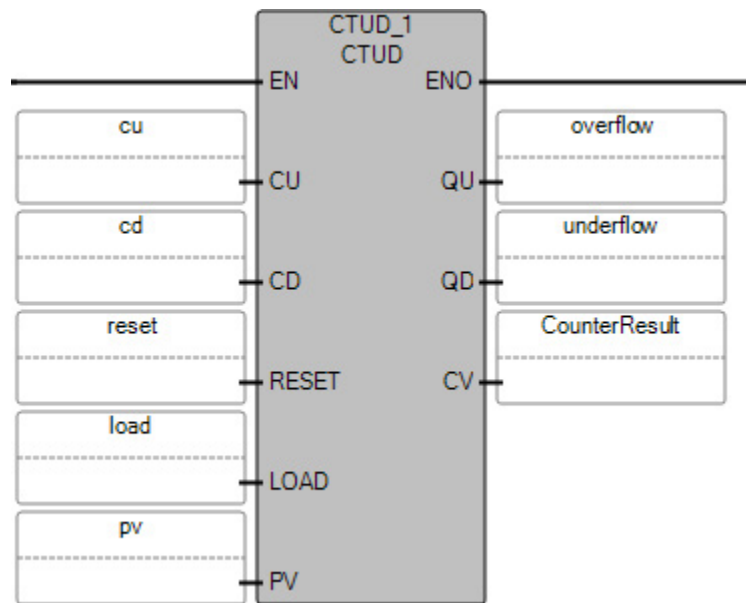 CTUD_1
CTUD
EN ENO
cu overflow
CU QU
cd underflow
CD QD
reset CounterResult
RESET CV
load
LOAD
pv
PV